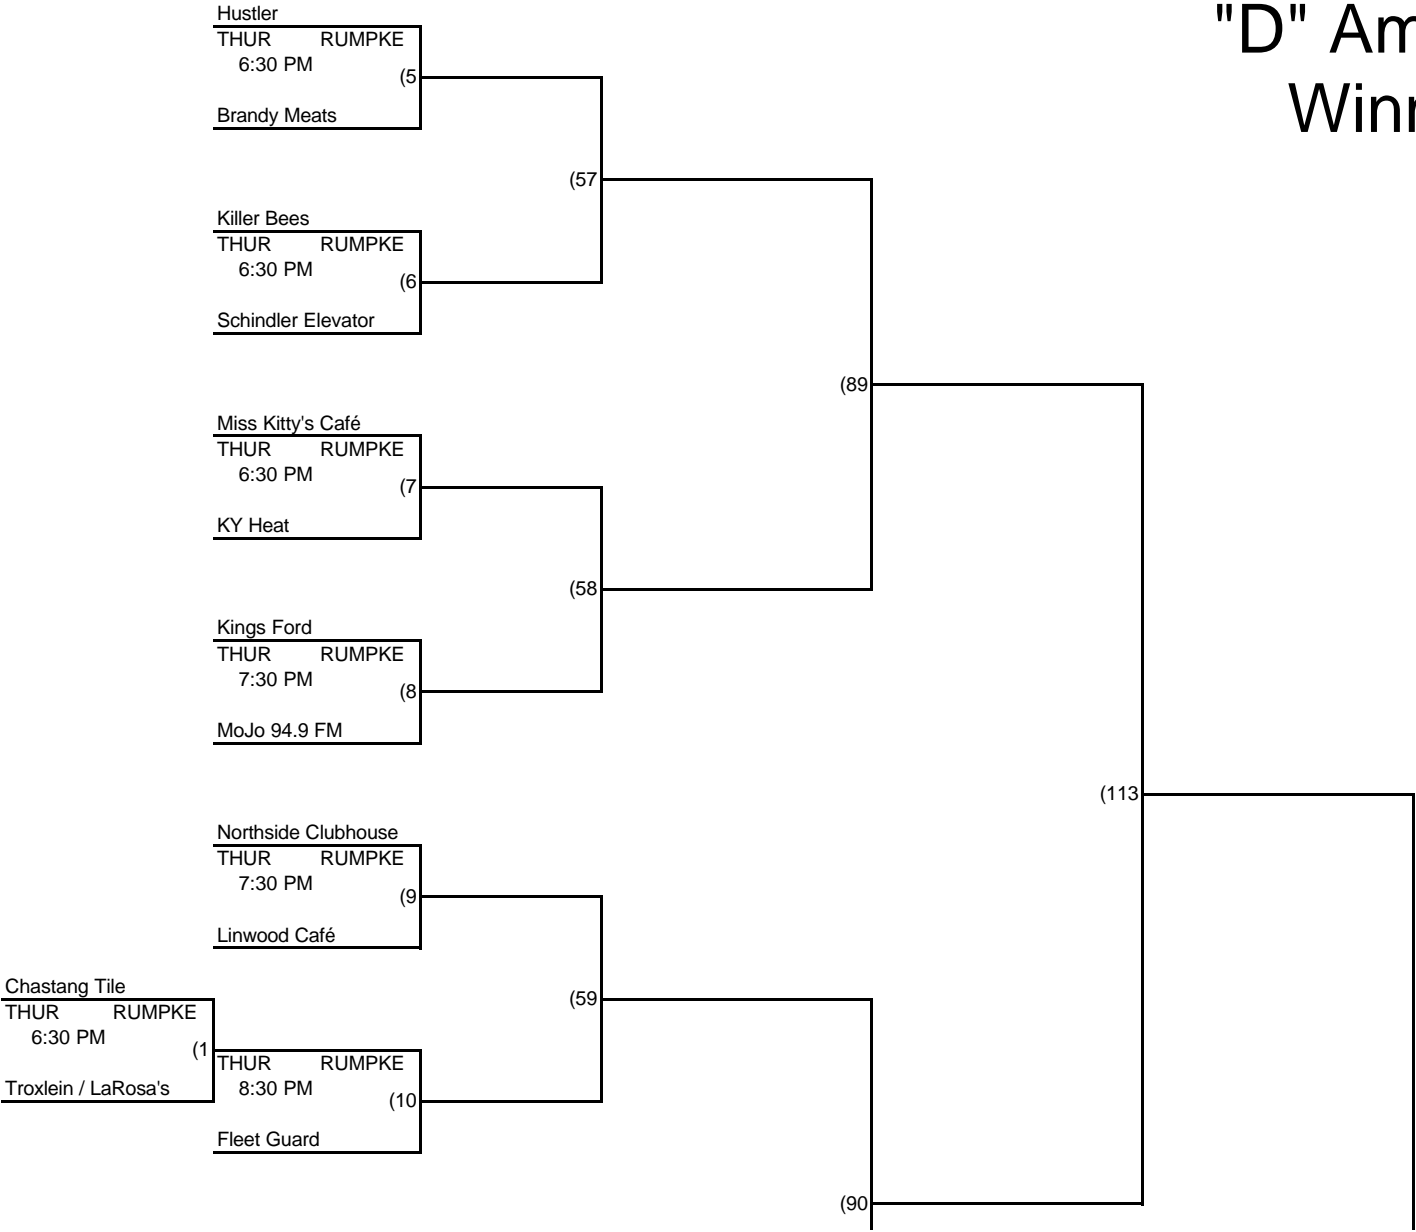 "D" Am
Winn
Hustler
THUR RUMPKE
6:30 PM
(5
Brandy Meats
(57
Killer Bees
THUR RUMPKE
6:30 PM
(6
Schindler Elevator
(89
Miss Kitty's Café
THUR RUMPKE
6:30 PM
(7
KY Heat
(58
Kings Ford
THUR RUMPKE
7:30 PM
(8
MoJo 94.9 FM
(113
Northside Clubhouse
THUR RUMPKE
7:30 PM
(9
Linwood Café
Chastang Tile
THUR RUMPKE
6:30 PM
(1
Troxlein / LaRosa's
(59
THUR RUMPKE
8:30 PM
(10
Fleet Guard
(90